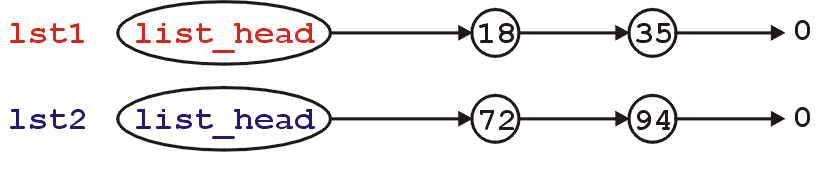 lst1 list_head 18 35 0
lst2 list_head 72 94 0